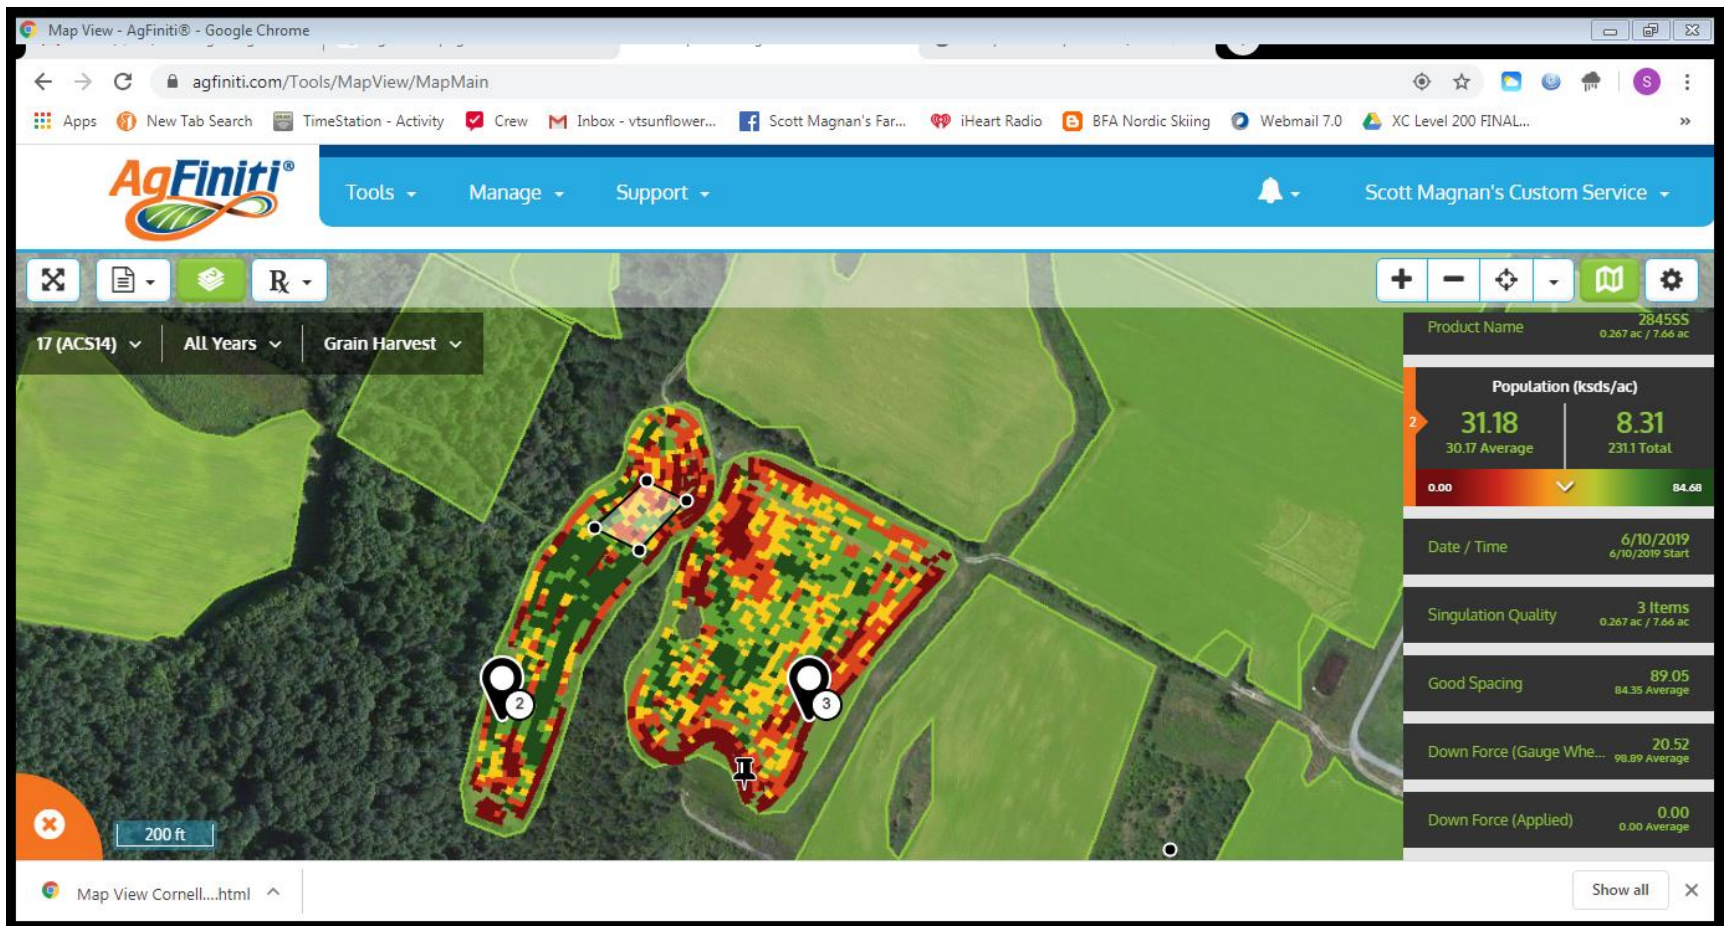 Map View - AgFiniti® - Google Chrome
agfiniti.com/Tools/MapView/MapMain
S
Apps New Tab Search TimeStation - Activity Crew Inbox - vtsunflower... Scott Magnan's Far... iHeart Radio BFA Nordic Skiing Webmail 7.0 XC Level 200 FINAL... »
AgFiniti®
Tools Manage Support Scott Magnan's Custom Service
Rx
17 (ACS14) All Years Grain Harvest
Product Name 2845SS
0.267 ac / 7.66 ac
Population (ksds/ac)
2
31.18 8.31
30.17 Average 231.1 Total
0.00 84.68
Date / Time 6/10/2019
6/10/2019 Start
Singulation Quality 3 Items
0.267 ac / 7.66 ac
Good Spacing 89.05
84.35 Average
Down Force (Gauge Whe... 20.52
98.89 Average
Down Force (Applied) 0.00
0.00 Average
2
3
200 ft
Map View Cornell....html
Show all